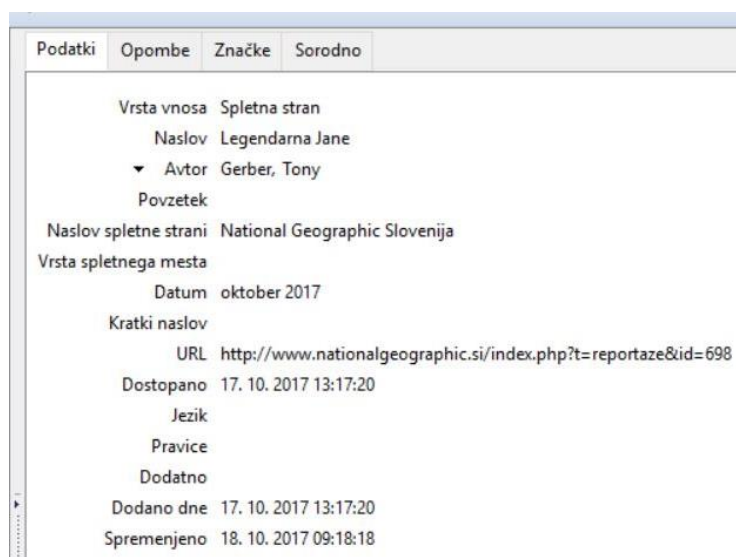 Podatki Opombe Značke Sorodno
Vrsta vnosa Spletna stran
Naslov Legendarna Jane
Avtor Gerber, Tony
Povzetek
Naslov spletne strani National Geographic Slovenija
Vrsta spletnega mesta
Datum oktober 2017
Kratki naslov
URL http://www.nationalgeographic.si/index.php?t=reportaze&id=698
Dostopano 17. 10. 2017 13:17:20
Jezik
Pravice
Dodatno
Dodano dne 17. 10. 2017 13:17:20
Spremenjeno 18. 10. 2017 09:18:18